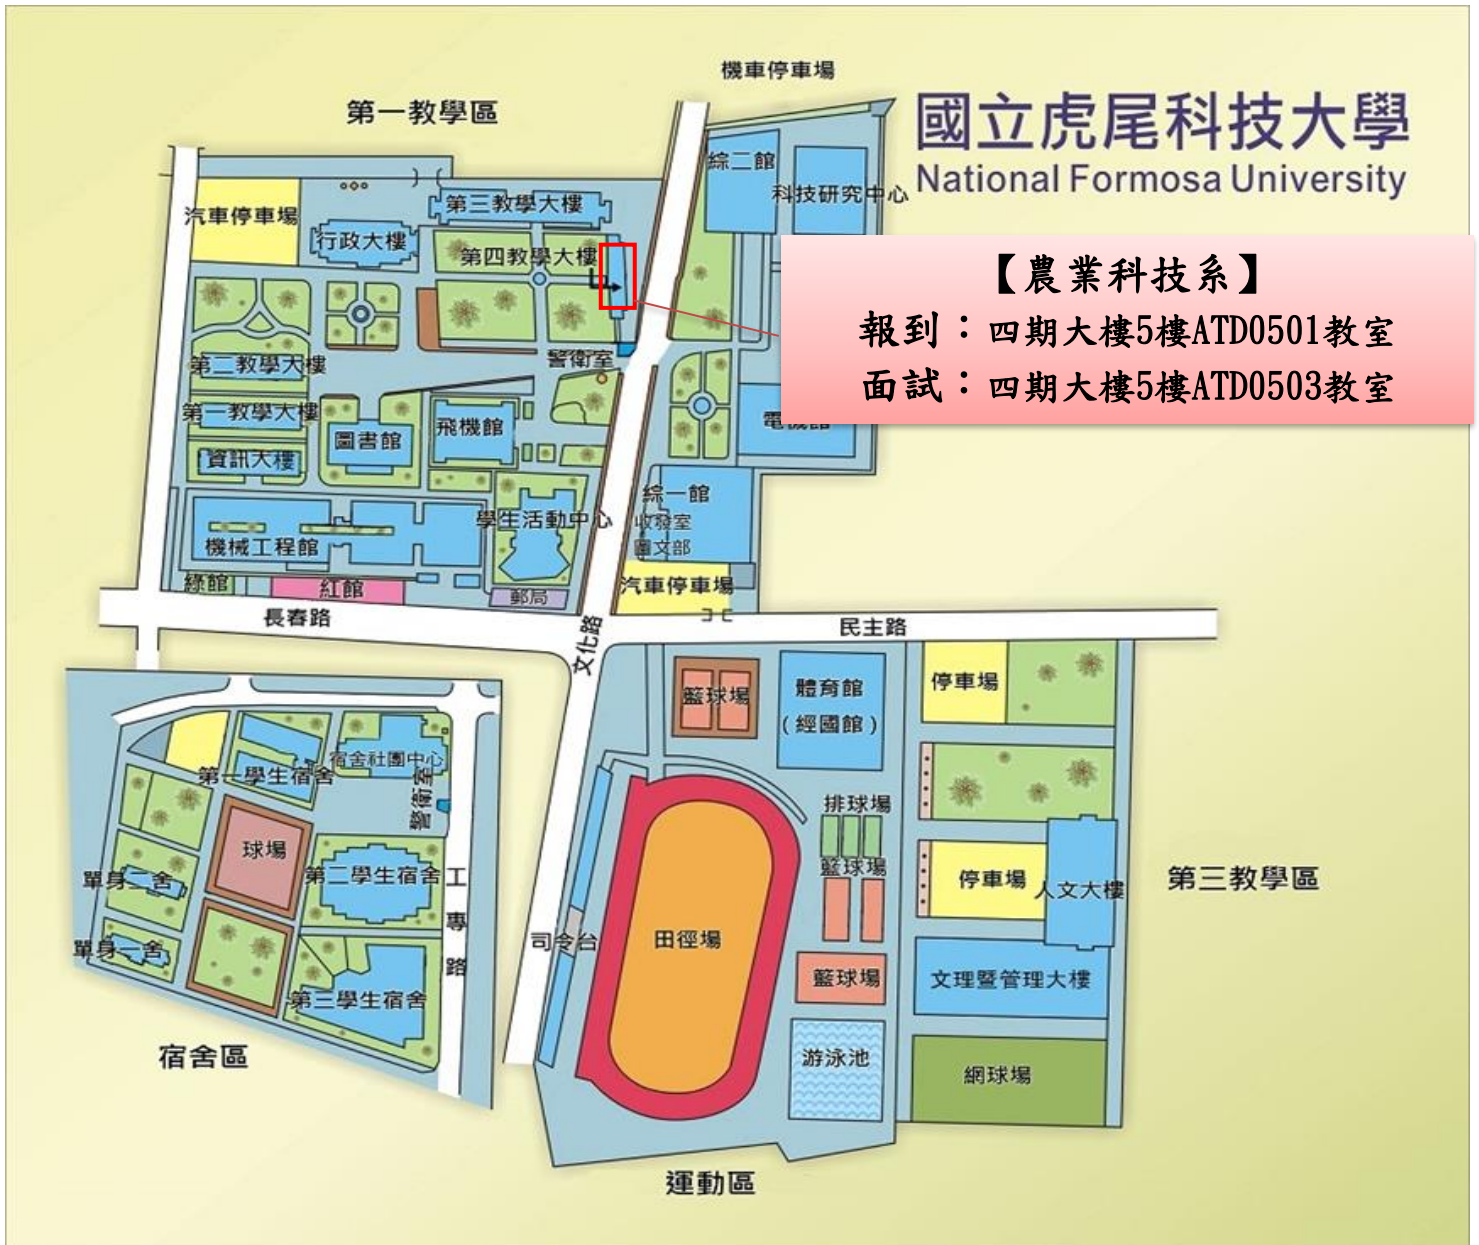 機車停車場
第一教學區
國立虎尾科技大學
National Formosa University
綜二館
科技研究中心
汽車停車場
第三教學大樓
行政大樓
第四教學大樓
【農業科技系】
報到：四期大樓5樓ATD0501教室
面試：四期大樓5樓ATD0503教室
警衛室
第二教學大樓
第一教學大樓
圖書館
飛機館
電機館
資訊大樓
綜一館
收發室
圖文部
學生活動中心
機械工程館
綠館
紅館
郵局
汽車停車場
長春路
文化路
民主路
籃球場
體育館
(經國館)
停車場
宿舍社團中心
第一學生宿舍
警衛室
排球場
籃球場
球場
第二學生宿舍
單身二舍
工專路
停車場
人文大樓
第三教學區
單身一舍
司令台
田徑場
籃球場
文理暨管理大樓
第三學生宿舍
宿舍區
游泳池
網球場
運動區